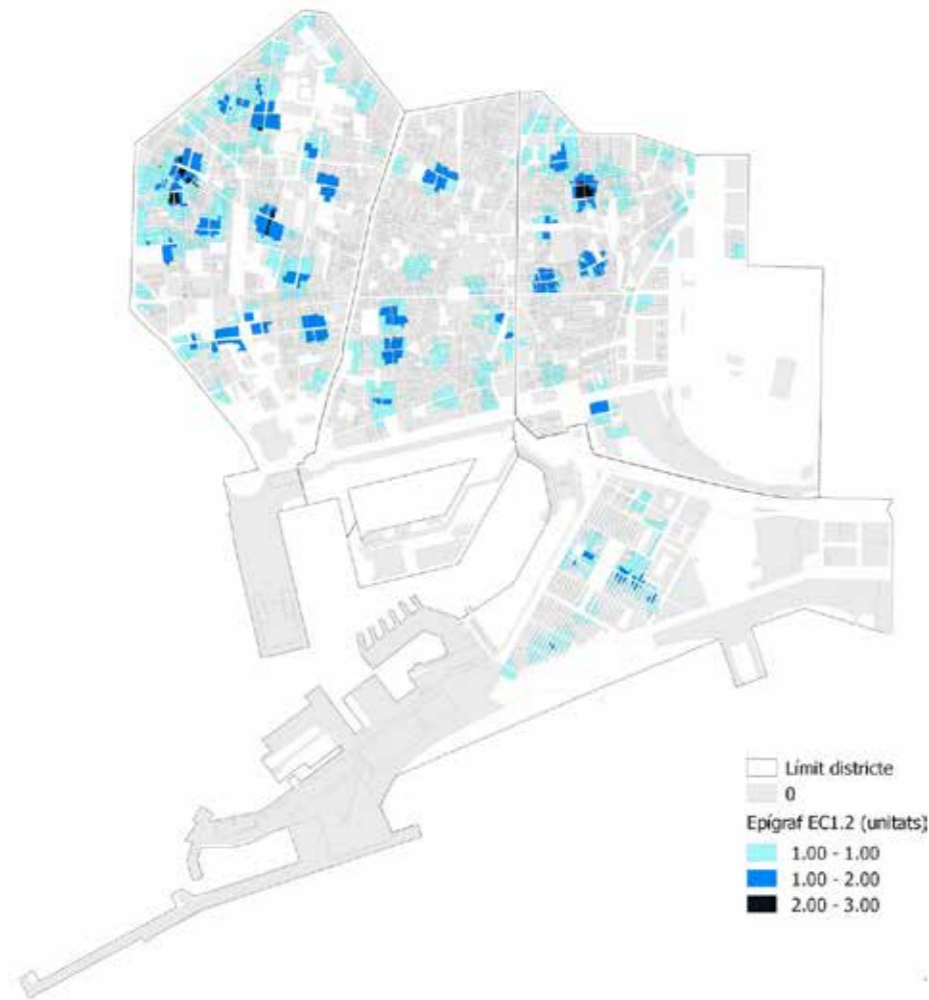 Límit districte
0
Epígraf EC1.2 (unitats)
1.00 - 1.00
1.00 - 2.00
2.00 - 3.00